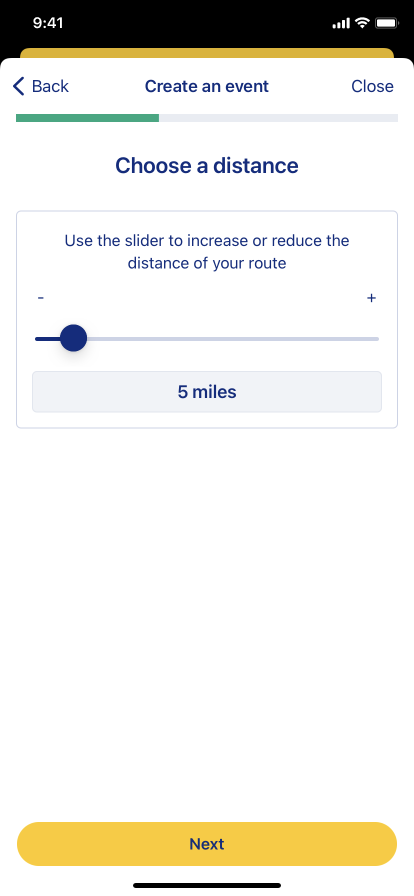 9:41
Back
Create an event
Close
Choose a distance
Use the slider to increase or reduce the
distance of your route
- +
5 miles
Next